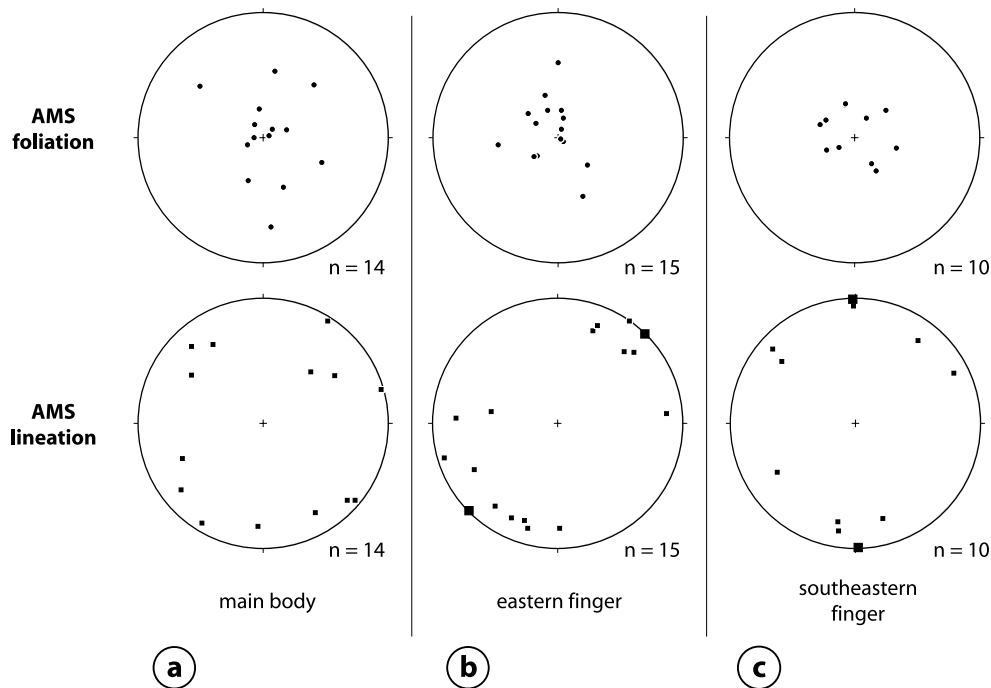 AMS
foliation
n = 14
n = 15
n = 10
AMS
lineation
n = 14
n = 15
n = 10
main body
eastern finger
southeastern
finger
a
b
c